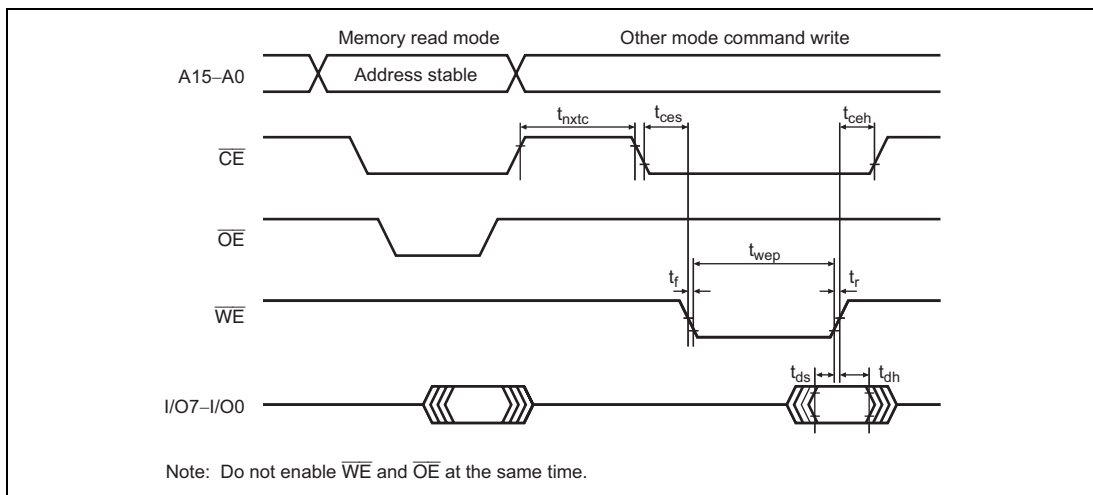 Memory read mode Other mode command write
A15–A0 Address stable
tnxtc tces tceh
CE
OE
twep
tf tr
WE
tds tdh
I/O7–I/O0
Note: Do not enable WE and OE at the same time.